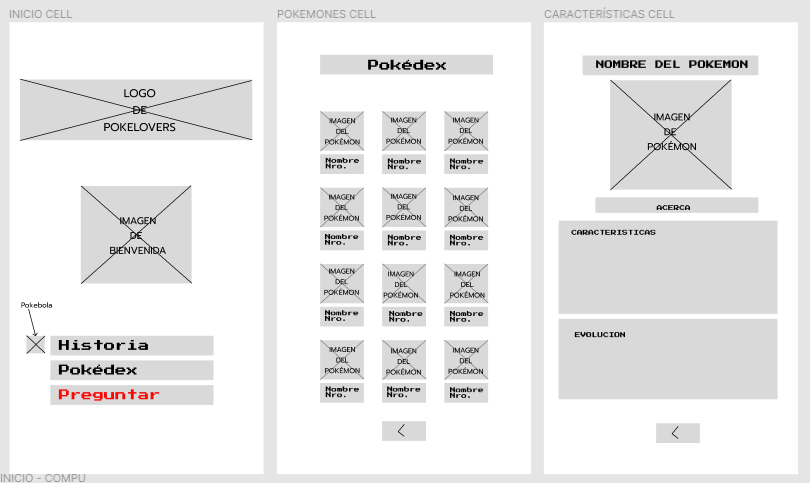 INICIO CELL
LOGO
DE
POKELOVERS
IMAGEN
DE
BIENVENIDA
Pokebola
Historia
Pokédex
Preguntar
INICIO - COMPU
POKEMONES CELL
Pokédex
IMAGEN
DEL
POKÉMON
Nombre
Nro.
IMAGEN
DEL
POKÉMON
Nombre
Nro.
IMAGEN
DEL
POKÉMON
Nombre
Nro.
IMAGEN
DEL
POKÉMON
Nombre
Nro.
IMAGEN
DEL
POKÉMON
Nombre
Nro.
IMAGEN
DEL
POKÉMON
Nombre
Nro.
IMAGEN
DEL
POKÉMON
Nombre
Nro.
IMAGEN
DEL
POKÉMON
Nombre
Nro.
IMAGEN
DEL
POKÉMON
Nombre
Nro.
IMAGEN
DEL
POKÉMON
Nombre
Nro.
IMAGEN
DEL
POKÉMON
Nombre
Nro.
IMAGEN
DEL
POKÉMON
Nombre
Nro.
CARACTERÍSTICAS CELL
NOMBRE DEL POKEMON
IMAGEN
DE
POKÉMON
ACERCA
CARACTERISTICAS
EVOLUCION